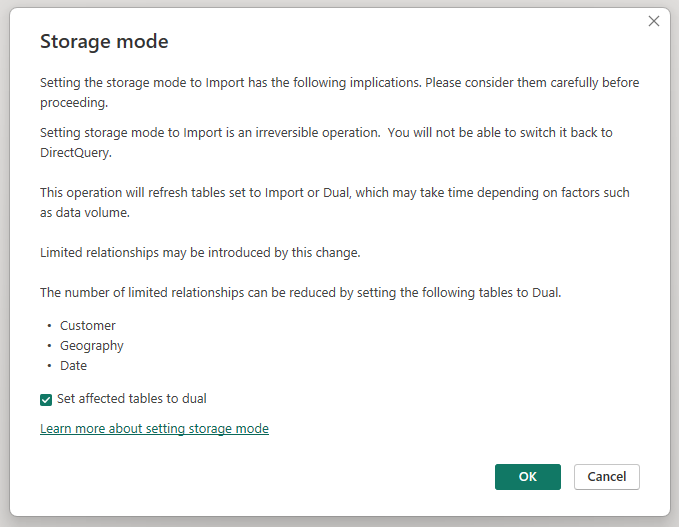 Storage mode
Setting the storage mode to Import has the following implications. Please consider them carefully before
proceeding.
Setting storage mode to Import is an irreversible operation.  You will not be able to switch it back to
DirectQuery.
This operation will refresh tables set to Import or Dual, which may take time depending on factors such
as data volume.
Limited relationships may be introduced by this change.
The number of limited relationships can be reduced by setting the following tables to Dual.
• Customer
• Geography
• Date
Set affected tables to dual
Learn more about setting storage mode
OK
Cancel